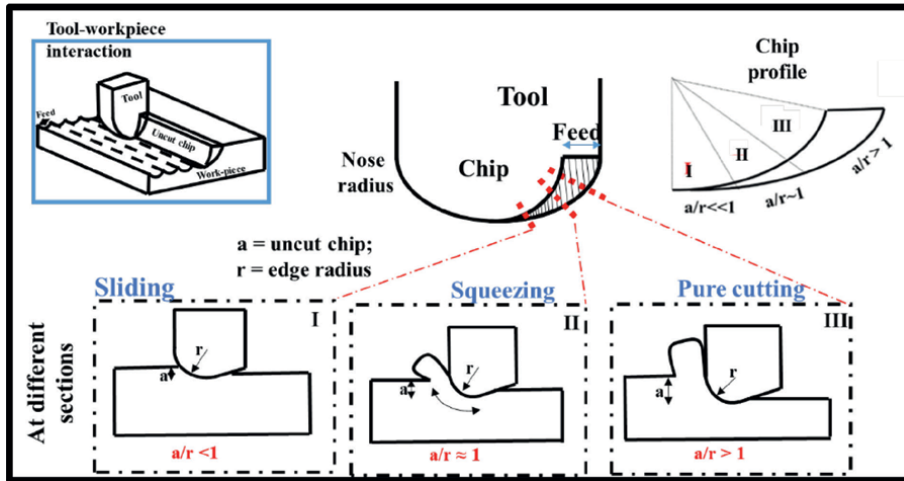 Tool-workpiece
interaction
Tool
Feed
Uncut chip
Work-piece
Tool
Feed
Chip
Nose
radius
Chip
profile
I
II
III
a/r<<1
a/r~1
a/r > 1
a = uncut chip;
r = edge radius
At different
sections
Sliding
I
r
a
a/r <1
Squeezing
II
r
a
a/r ≈ 1
Pure cutting
III
r
a
a/r > 1